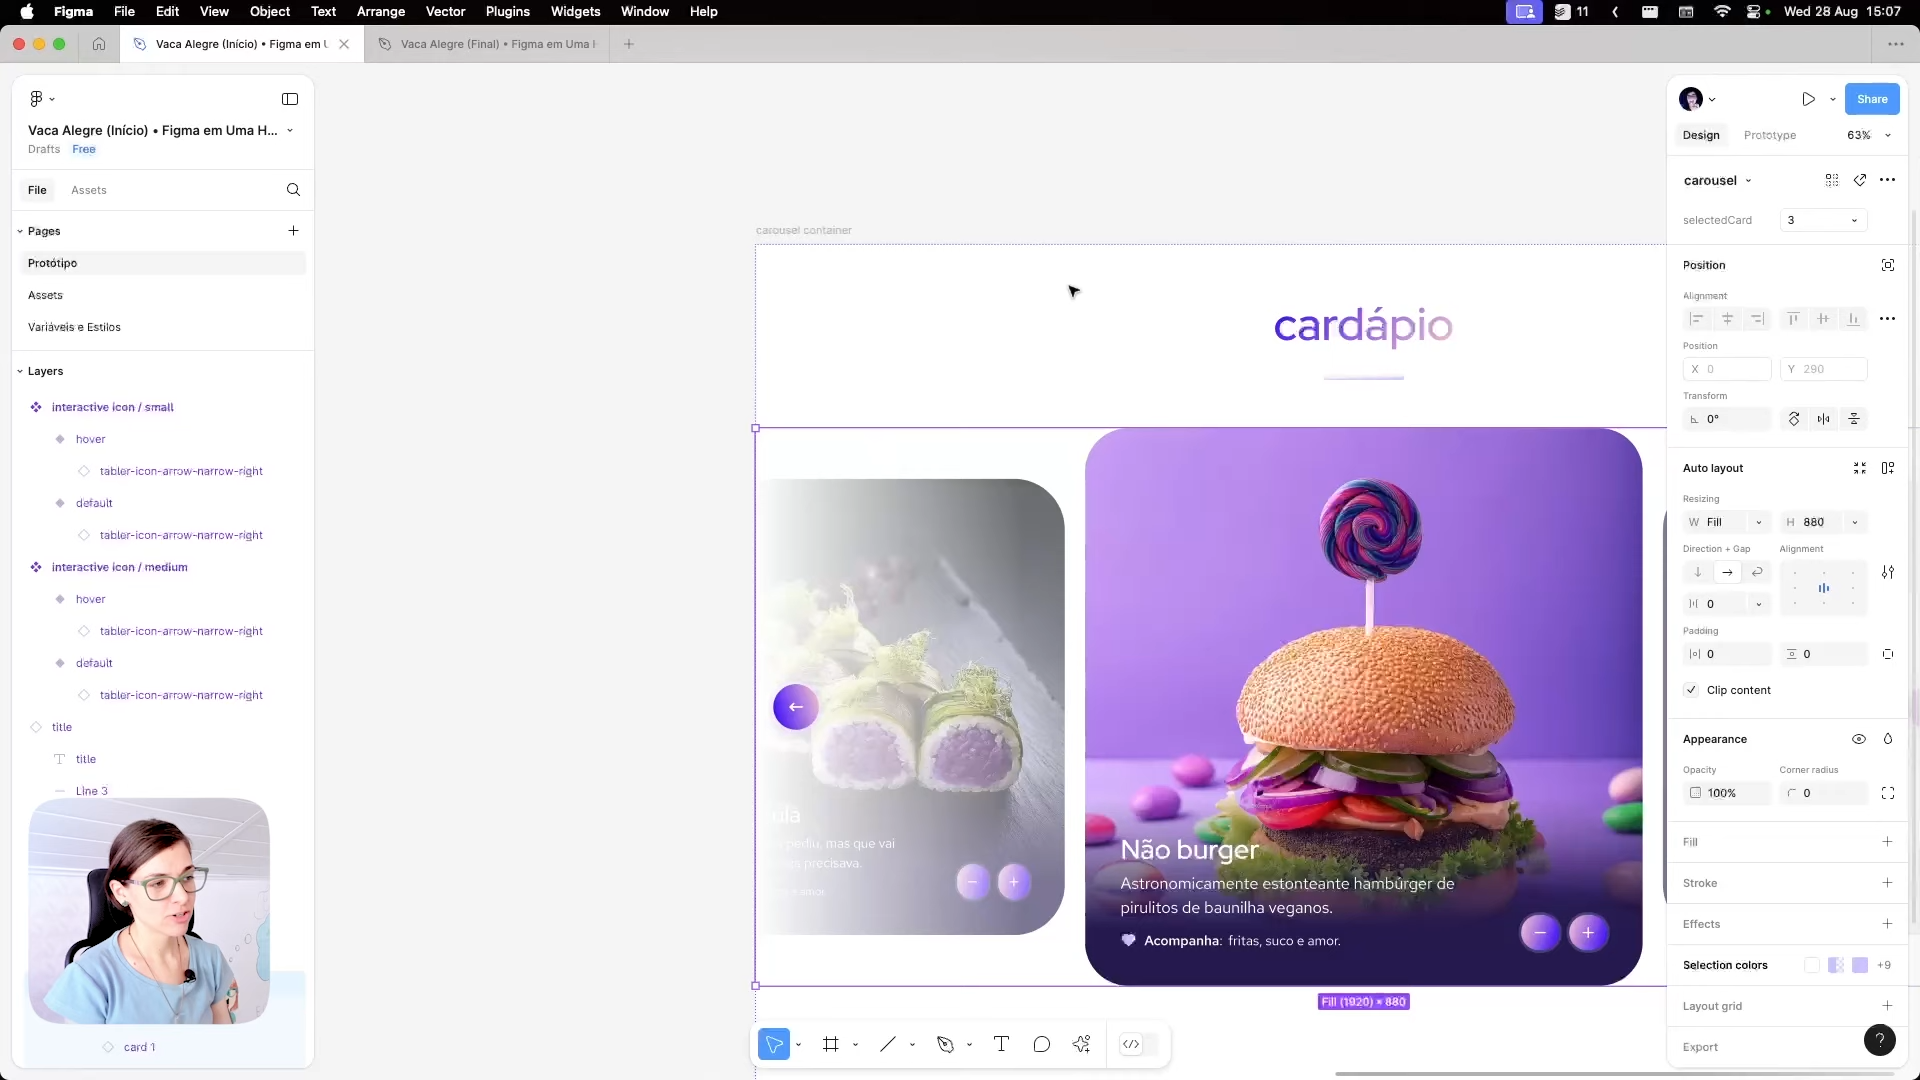 Figma File Edit View Object Text Arrange Vector Plugins Widgets Window Help
11
Wed 28 Aug 15:07
Vaca Alegre (Início) • Figma em U
Vaca Alegre (Final) • Figma em Uma
Vaca Alegre (Início) • Figma em Uma H...
Drafts Free
File Assets
Pages
Protótipo
Assets
Variáveis e Estilos
Layers
interactive icon / small
hover
tabler-icon-arrow-narrow-right
default
tabler-icon-arrow-narrow-right
interactive icon / medium
hover
tabler-icon-arrow-narrow-right
default
tabler-icon-arrow-narrow-right
title
title
Line 3
card 1
carousel container
cardápio
ula
pediu, mas que vai
precisava.
e amor.
Não burger
Astronomicamente estonteante hambúrger de
pirulitos de baunilha veganos.
Acompanha: fritas, suco e amor.
Fill (1920) × 880
Share
Design Prototype 63%
carousel
selectedCard 3
Position
Alignment
Position
X 0 Y 290
Transform
0°
Auto layout
Resizing
W Fill H 880
Direction + Gap Alignment
0
Padding
0 0
Clip content
Appearance
Opacity Corner radius
100% 0
Fill
Stroke
Effects
Selection colors +9
Layout grid
Export
?